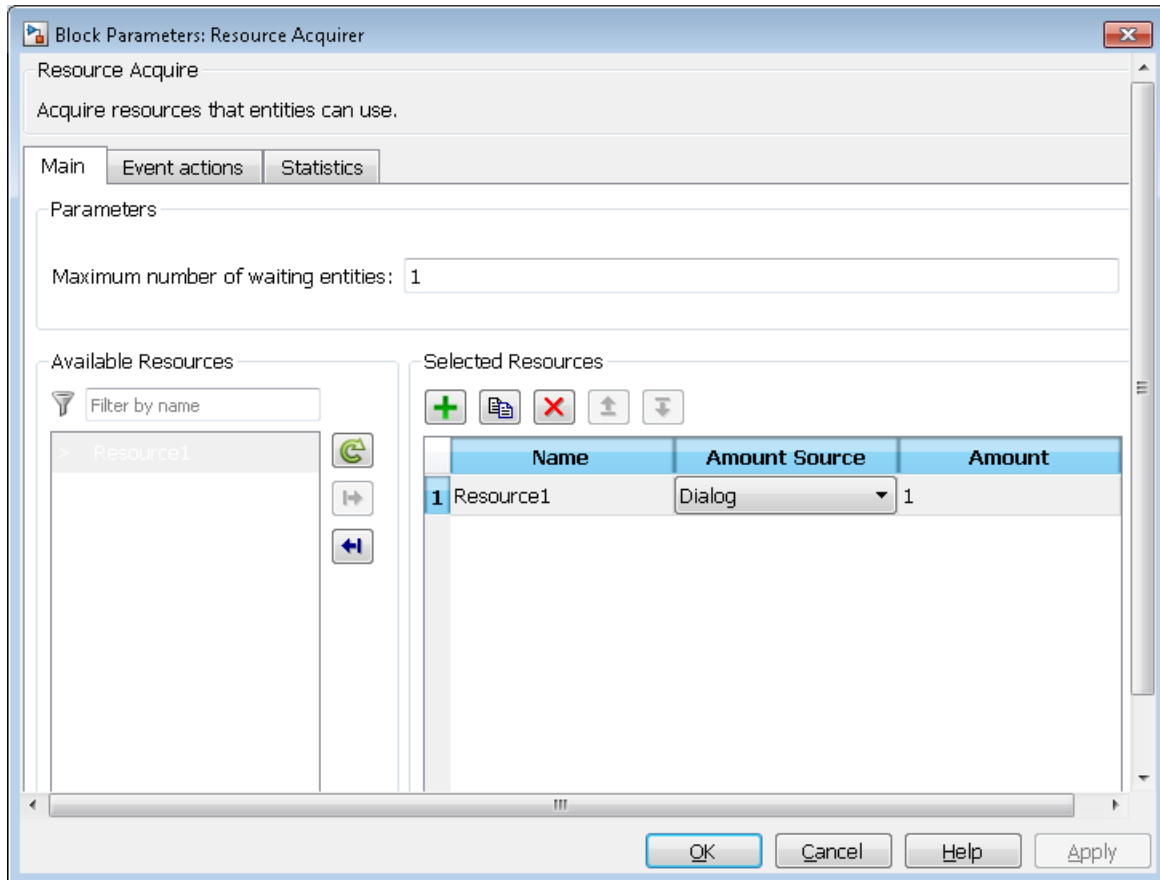 Block Parameters: Resource Acquirer
Resource Acquire
Acquire resources that entities can use.
Main Event actions Statistics
Parameters
Maximum number of waiting entities: 1
Available Resources
Filter by name
> Resource1
Selected Resources
Name Amount Source Amount
1 Resource1 Dialog 1
OK Cancel Help Apply